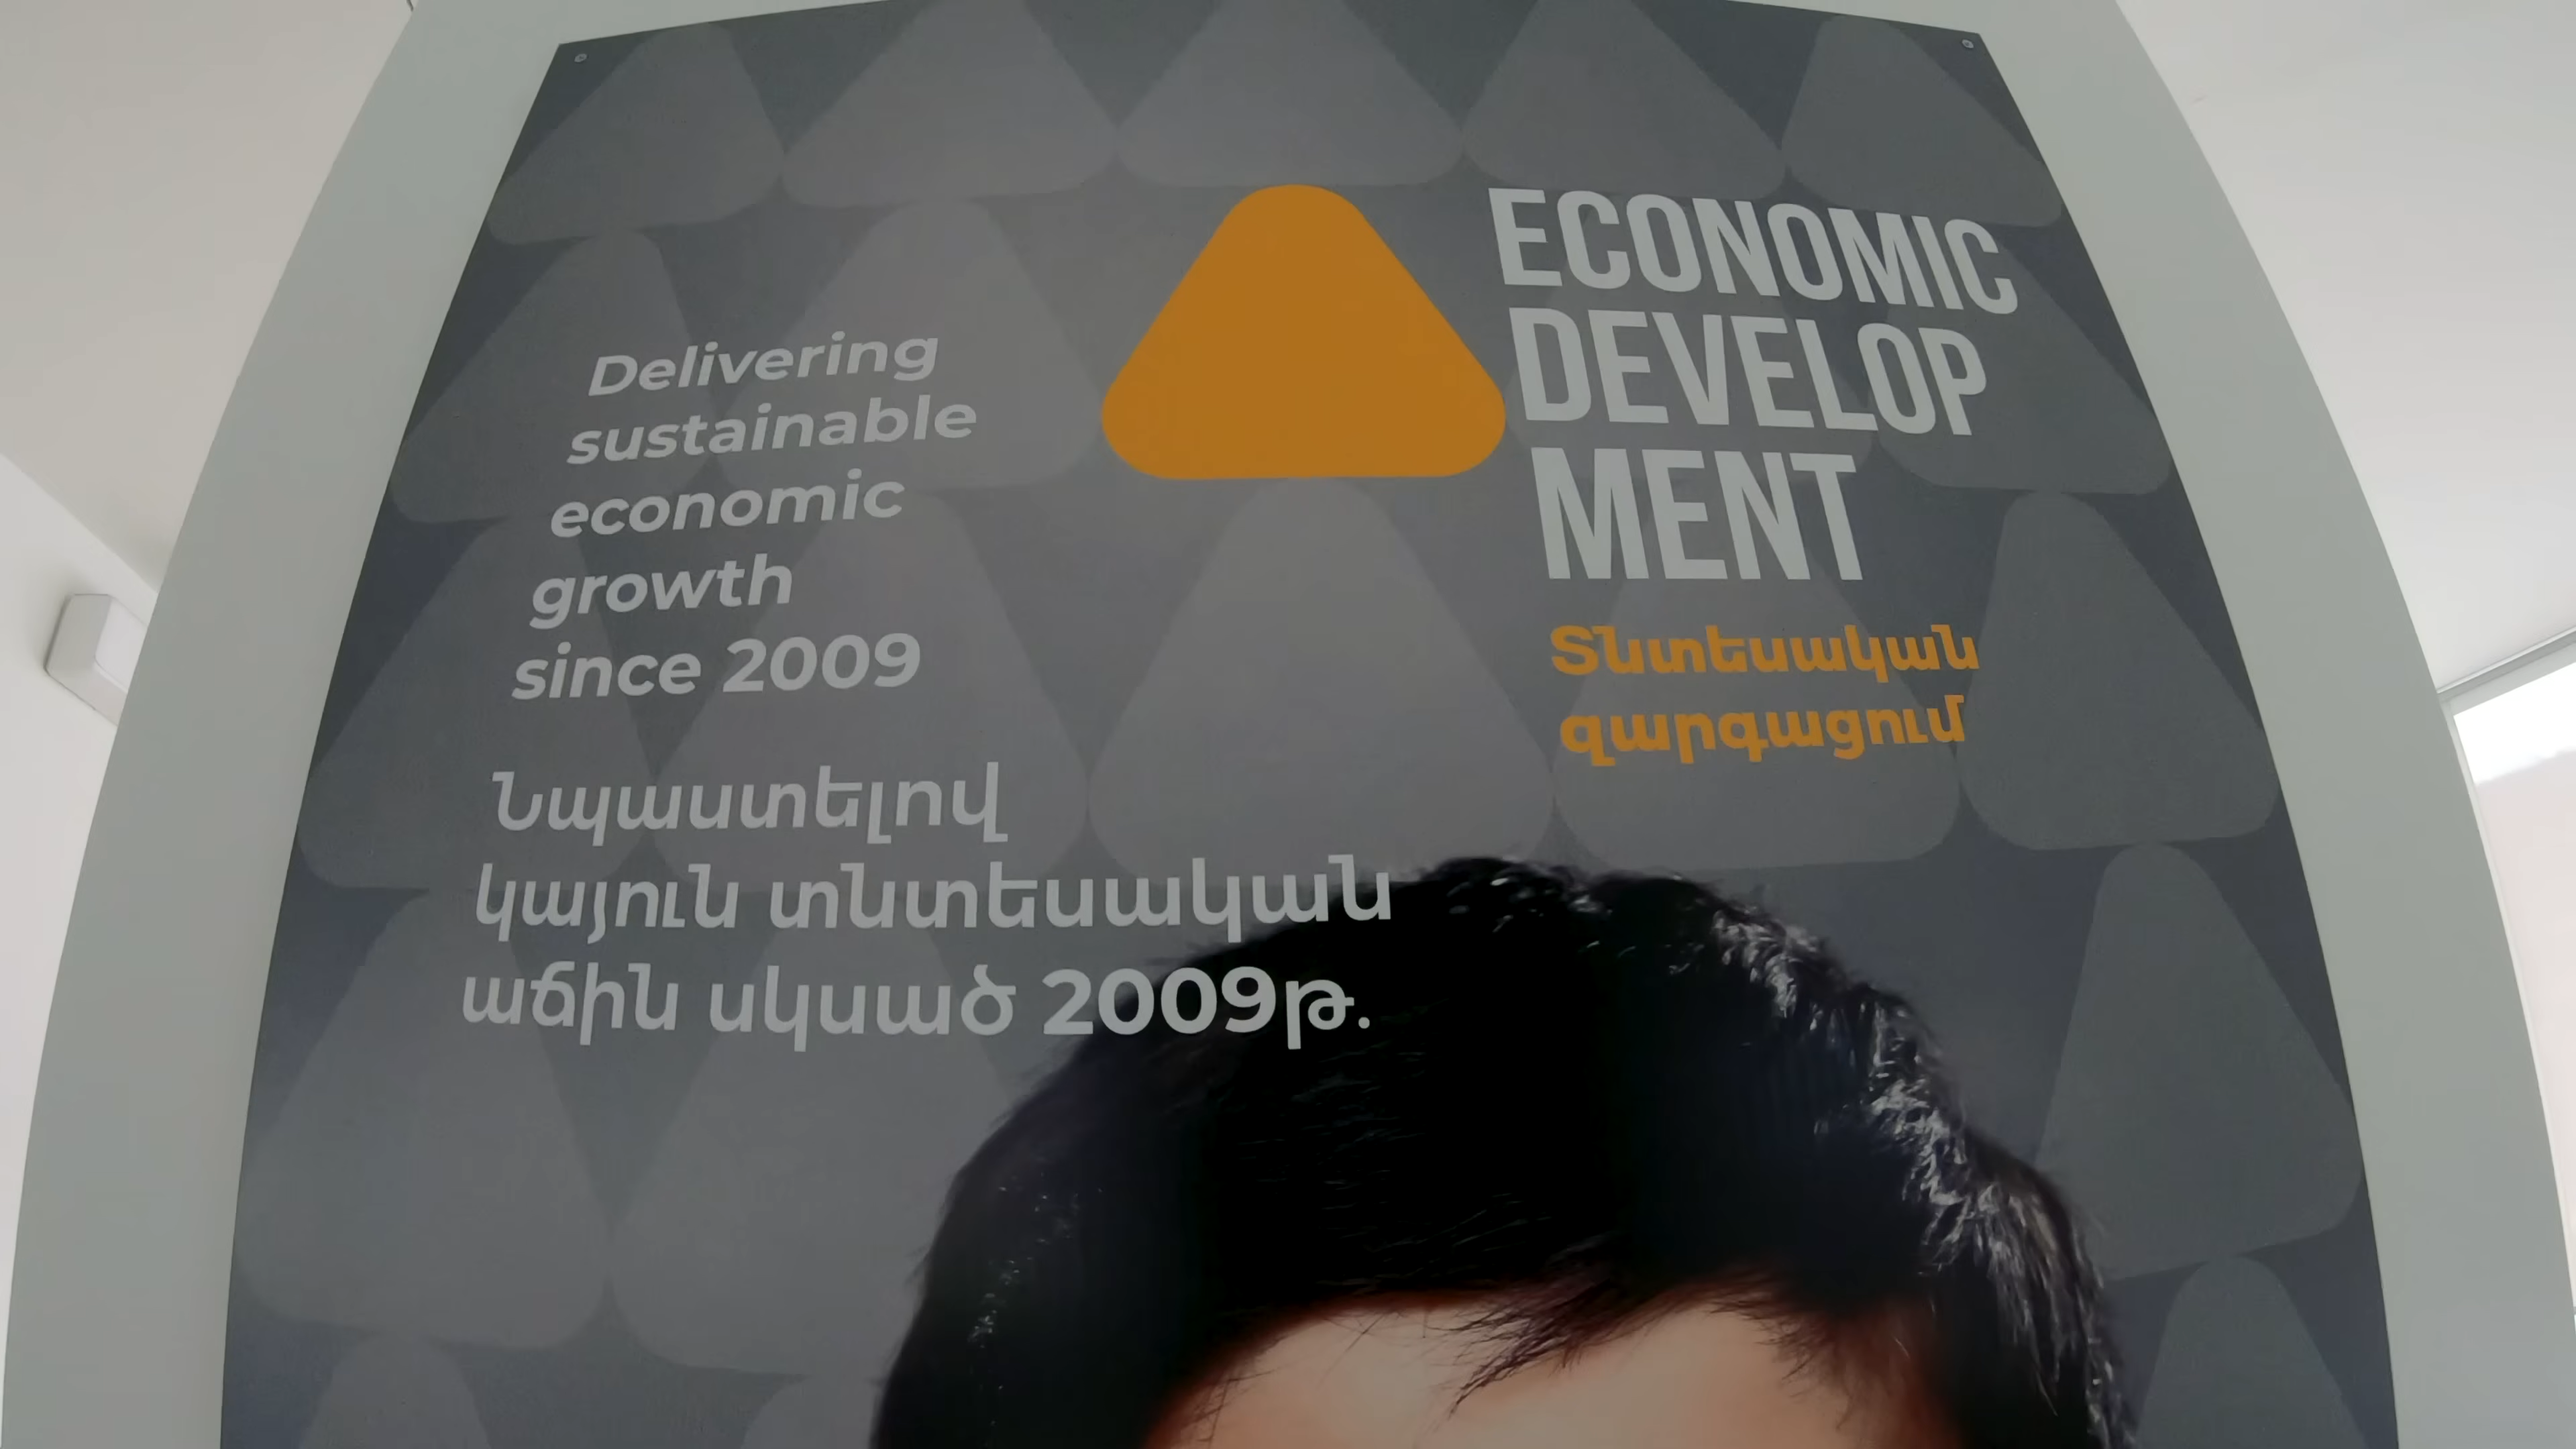 Delivering
sustainable
economic
growth
since 2009
Նպաստելով
կայուն տնտեսական
աճին սկսած 2009թ.
ECONOMIC
DEVELOP
MENT
Տնտեսական
զարգացում